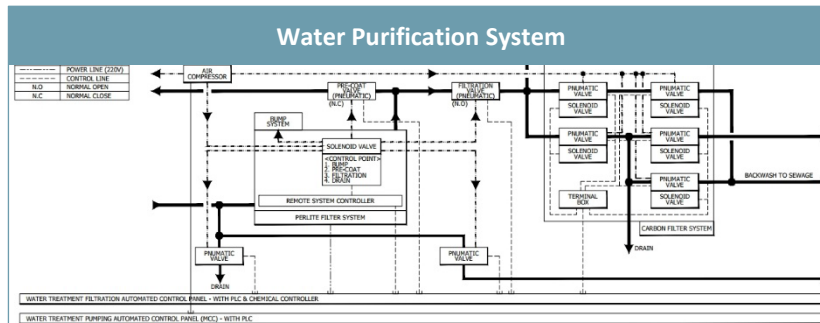 Water Purification System
POWER LINE (220V)
CONTROL LINE
N.O NORMAL OPEN
N.C NORMAL CLOSE
AIR
COMPRESSOR
PRE-COAT
VALVE
(PNEUMATIC)
(N.C)
FILTRATION
VALVE
(PNEUMATIC)
(N.O)
BUMP
SYSTEM
SOLENOID VALVE
<CONTROL POINT>
1. BUMP
2. PRE-COAT
3. FILTRATION
4. DRAIN
REMOTE SYSTEM CONTROLLER
PERLITE FILTER SYSTEM
PNUMATIC
VALVE
DRAIN
PNUMATIC
VALVE
PNUMATIC
VALVE
SOLENOID
VALVE
PNUMATIC
VALVE
SOLENOID
VALVE
PNUMATIC
VALVE
SOLENOID
VALVE
PNUMATIC
VALVE
SOLENOID
VALVE
PNUMATIC
VALVE
SOLENOID
VALVE
TERMINAL
BOX
BACKWASH TO SEWAGE
CARBON FILTER SYSTEM
DRAIN
WATER TREATMENT FILTRATION AUTOMATED CONTROL PANEL - WITH PLC & CHEMICAL CONTROLLER
WATER TREATMENT PUMPING AUTOMATED CONTROL PANEL (MCC) - WITH PLC